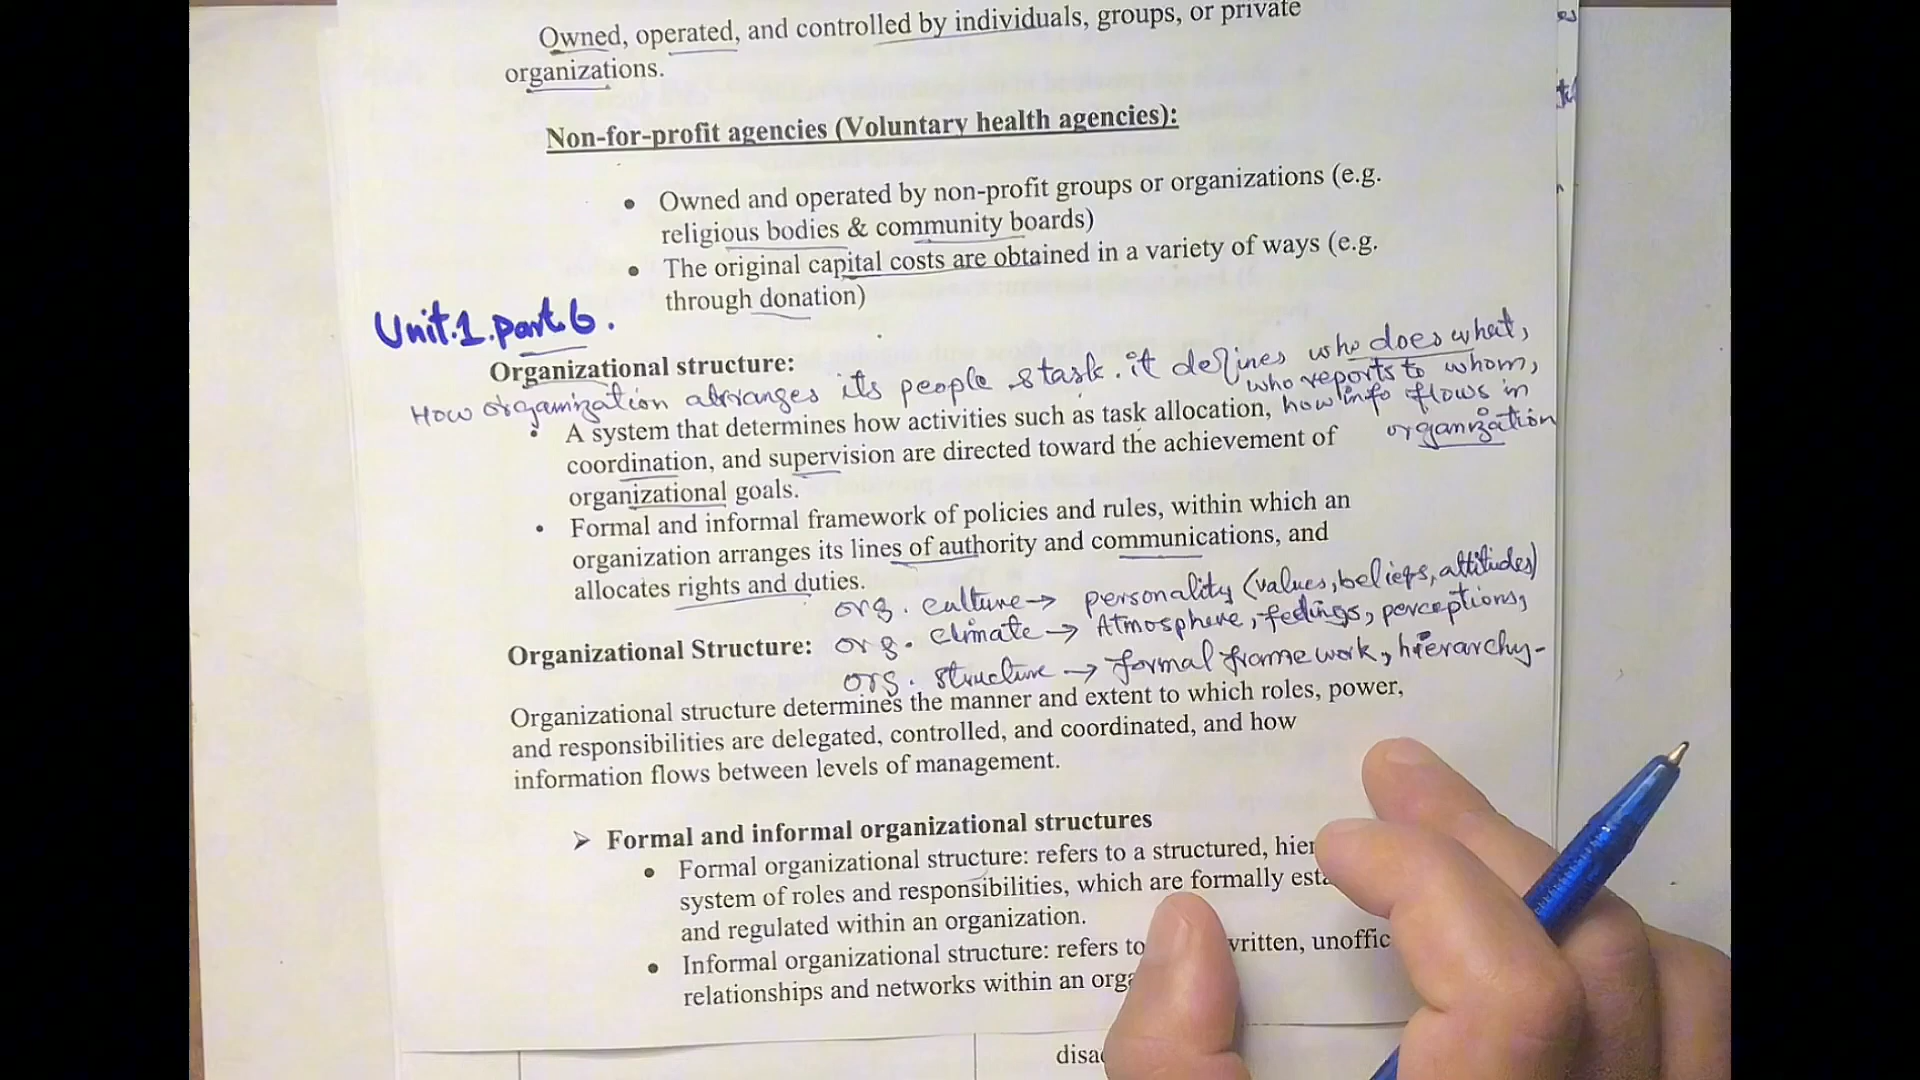 Owned, operated, and controlled by individuals, groups, or private
organizations.
Non-for-profit agencies (Voluntary health agencies):
• Owned and operated by non-profit groups or organizations (e.g.
religious bodies & community boards)
• The original capital costs are obtained in a variety of ways (e.g.
through donation)
Unit.1.part.6.
Organizational structure:
How organization arranges its people & task. it defines who does what,
who reports to whom,
how info flows in
organization
• A system that determines how activities such as task allocation,
coordination, and supervision are directed toward the achievement of
organizational goals.
• Formal and informal framework of policies and rules, within which an
organization arranges its lines of authority and communications, and
allocates rights and duties.
org. culture → personality (values, beliefs, attitudes)
org. climate → Atmosphere, feelings, perceptions,
org. structure → formal framework, hierarchy-
Organizational Structure:
Organizational structure determines the manner and extent to which roles, power,
and responsibilities are delegated, controlled, and coordinated, and how
information flows between levels of management.
➢ Formal and informal organizational structures
• Formal organizational structure: refers to a structured, hier
system of roles and responsibilities, which are formally esta
and regulated within an organization.
• Informal organizational structure: refers to written, unoffic
relationships and networks within an orga
disa